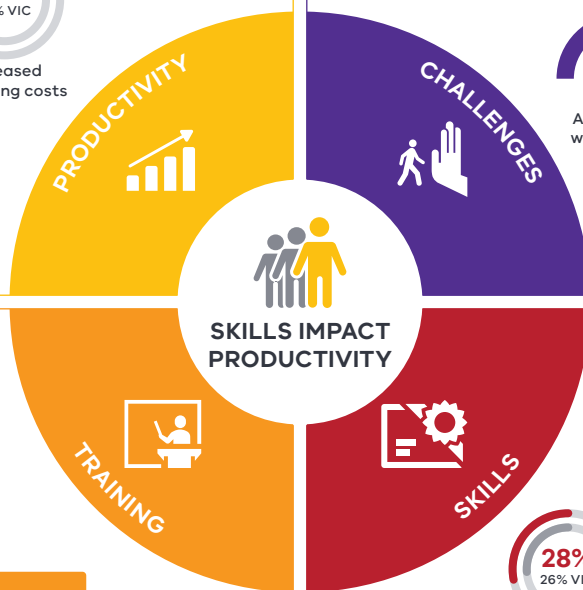 % VIC
eased
ng costs
PRODUCTIVITY
CHALLENGES
A
w
SKILLS IMPACT
PRODUCTIVITY
TRAINING
SKILLS
28%
26% VI